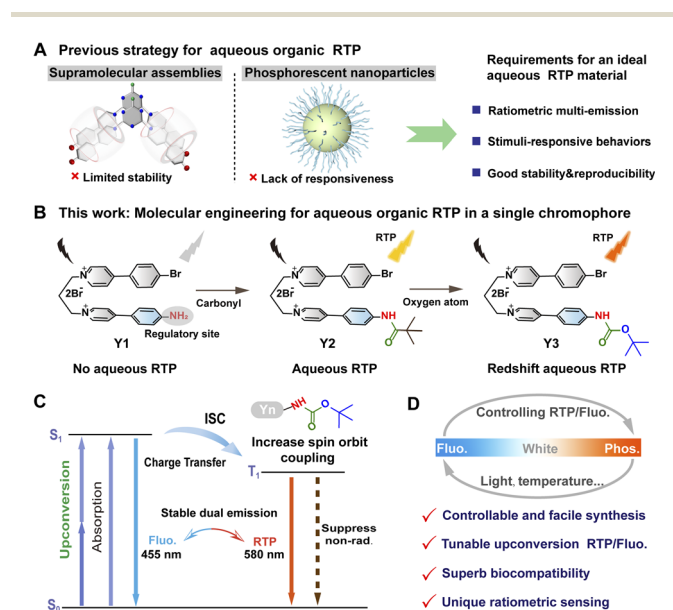 A Previous strategy for aqueous organic RTP
Supramolecular assemblies
Phosphorescent nanoparticles
× Limited stability
× Lack of responsiveness
Requirements for an ideal
aqueous RTP material
Ratiometric multi-emission
Stimuli-responsive behaviors
Good stability&reproducibility
B This work: Molecular engineering for aqueous organic RTP in a single chromophore
N+
Br
2Br-
N+
NH2
Regulatory site
Y1
No aqueous RTP
Carbonyl
RTP
N+
Br
2Br-
N+
NH
O
Y2
Aqueous RTP
Oxygen atom
RTP
N+
Br
2Br-
N+
NH
O
O
Y3
Redshift aqueous RTP
C
S1
ISC
Charge Transfer
Yn
NH
O
O
Increase spin orbit
coupling
T1
Upconversion
Absorption
Stable dual emission
Fluo.
455 nm
RTP
580 nm
Suppress
non-rad.
S0
D
Controlling RTP/Fluo.
Fluo. White Phos.
Light, temperature...
✓ Controllable and facile synthesis
✓ Tunable upconversion RTP/Fluo.
✓ Superb biocompatibility
✓ Unique ratiometric sensing